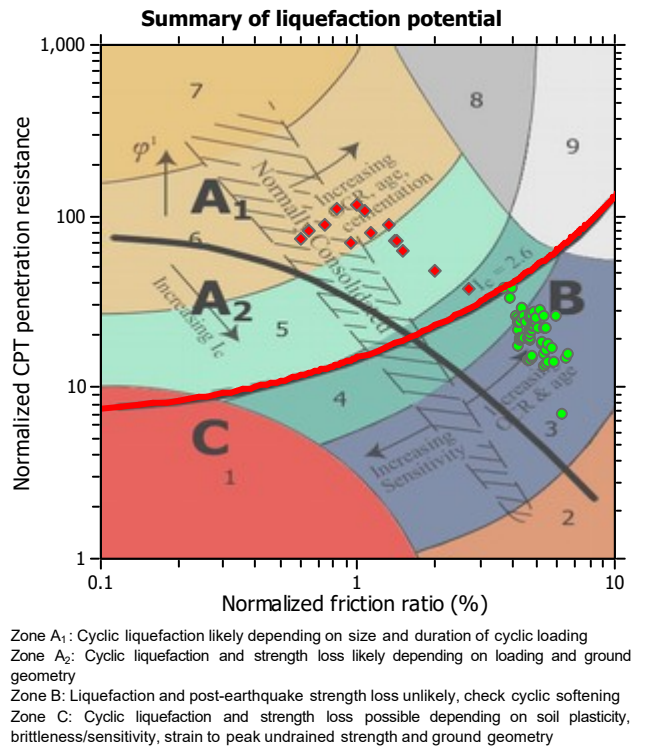 Summary of liquefaction potential
Normalized CPT penetration resistance
1,000
100
10
1
7
8
9
φ'
A1
Increasing
OCR, age,
cementation
Normally Consolidated
6
A2
Increasing Ic
5
Ic = 2.6
B
4
Increasing
OCR & age
3
C
1
Increasing
Sensitivity
2
0.1
1
10
Normalized friction ratio (%)
Zone A1: Cyclic liquefaction likely depending on size and duration of cyclic loading
Zone A2: Cyclic liquefaction and strength loss likely depending on loading and ground
geometry
Zone B: Liquefaction and post-earthquake strength loss unlikely, check cyclic softening
Zone C: Cyclic liquefaction and strength loss possible depending on soil plasticity,
brittleness/sensitivity, strain to peak undrained strength and ground geometry